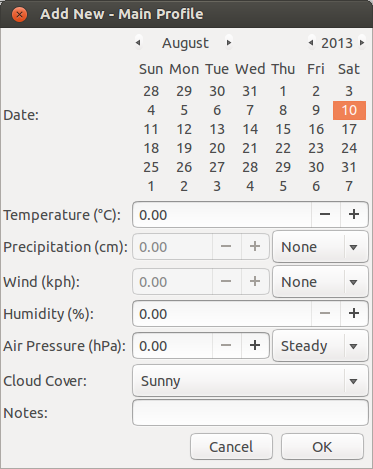 Add New - Main Profile
August 2013
Sun Mon Tue Wed Thu Fri Sat
28 29 30 31 1 2 3
Date:
4 5 6 7 8 9 10
11 12 13 14 15 16 17
18 19 20 21 22 23 24
25 26 27 28 29 30 31
1 2 3 4 5 6 7
Temperature (°C): 0.00 − +
Precipitation (cm): 0.00 − + None
Wind (kph): 0.00 − + None
Humidity (%): 0.00 − +
Air Pressure (hPa): 0.00 − + Steady
Cloud Cover: Sunny
Notes:
Cancel OK